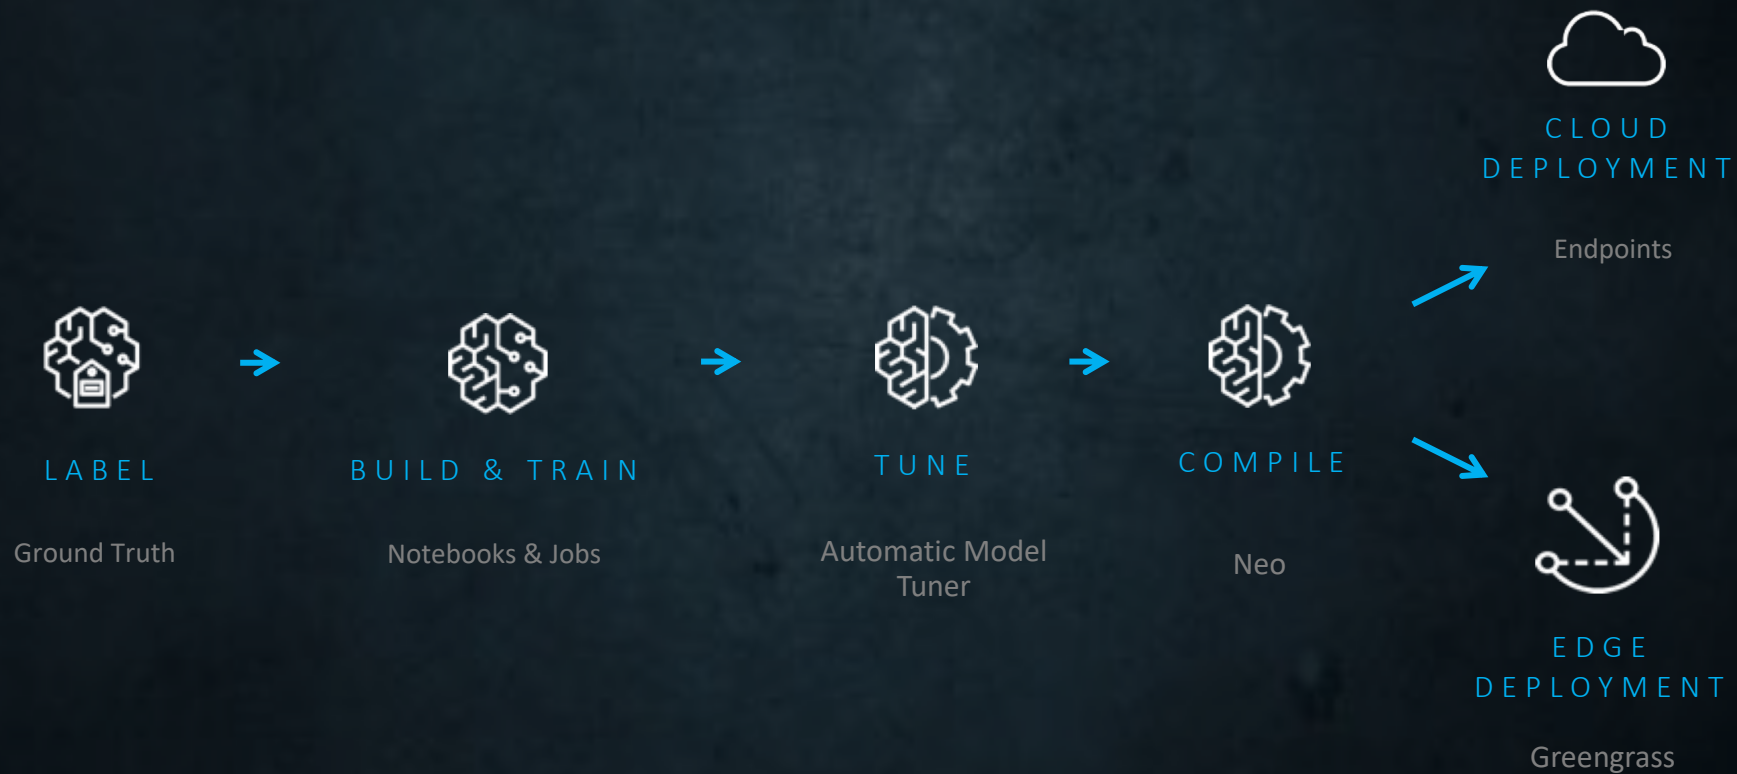 LABEL
Ground Truth
BUILD & TRAIN
Notebooks & Jobs
TUNE
Automatic Model
Tuner
COMPILE
Neo
CLOUD
DEPLOYMENT
Endpoints
EDGE
DEPLOYMENT
Greengrass